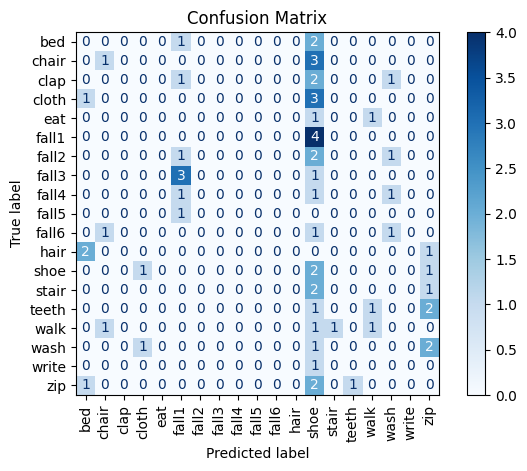 Confusion Matrix
True label
bed 0 0 0 0 0 1 0 0 0 0 0 0 2 0 0 0 0 0 0
chair 0 1 0 0 0 0 0 0 0 0 0 0 3 0 0 0 0 0 0
clap 0 0 0 0 0 1 0 0 0 0 0 0 2 0 0 0 1 0 0
cloth 1 0 0 0 0 0 0 0 0 0 0 0 3 0 0 0 0 0 0
eat 0 0 0 0 0 0 0 0 0 0 0 0 1 0 0 1 0 0 0
fall1 0 0 0 0 0 0 0 0 0 0 0 0 4 0 0 0 0 0 0
fall2 0 0 0 0 0 1 0 0 0 0 0 0 2 0 0 0 1 0 0
fall3 0 0 0 0 0 3 0 0 0 0 0 0 1 0 0 0 0 0 0
fall4 0 0 0 0 0 1 0 0 0 0 0 0 1 0 0 0 1 0 0
fall5 0 0 0 0 0 1 0 0 0 0 0 0 0 0 0 0 0 0 0
fall6 0 1 0 0 0 0 0 0 0 0 0 0 1 0 0 0 1 0 0
hair 2 0 0 0 0 0 0 0 0 0 0 0 0 0 0 0 0 0 1
shoe 0 0 0 1 0 0 0 0 0 0 0 0 2 0 0 0 0 0 1
stair 0 0 0 0 0 0 0 0 0 0 0 0 2 0 0 0 0 0 1
teeth 0 0 0 0 0 0 0 0 0 0 0 0 1 0 0 1 0 0 2
walk 0 1 0 0 0 0 0 0 0 0 0 0 1 1 0 1 0 0 0
wash 0 0 0 1 0 0 0 0 0 0 0 0 1 0 0 0 0 0 2
write 0 0 0 0 0 0 0 0 0 0 0 0 1 0 0 0 0 0 0
zip 1 0 0 0 0 0 0 0 0 0 0 0 2 0 1 0 0 0 0
bed chair clap cloth eat fall1 fall2 fall3 fall4 fall5 fall6 hair shoe stair teeth walk wash write zip
Predicted label
4.0
3.5
3.0
2.5
2.0
1.5
1.0
0.5
0.0